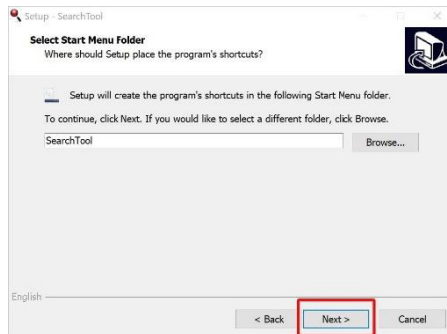 Setup - SearchTool
Select Start Menu Folder
Where should Setup place the program's shortcuts?
Setup will create the program's shortcuts in the following Start Menu folder.
To continue, click Next. If you would like to select a different folder, click Browse.
SearchTool
Browse...
English
< Back
Next >
Cancel